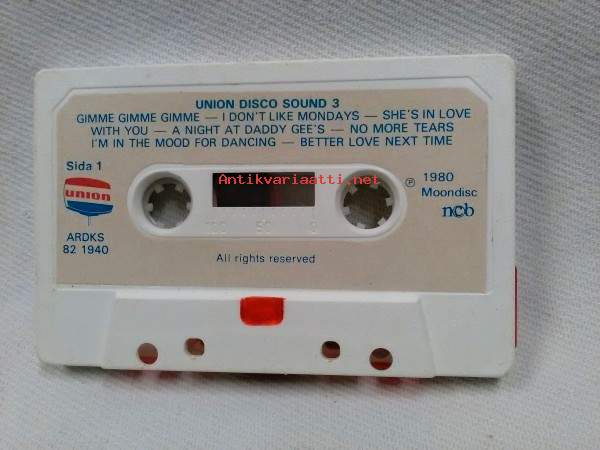 UNION DISCO SOUND 3
GIMME GIMME GIMME — I DON'T LIKE MONDAYS — SHE'S IN LOVE
WITH YOU — A NIGHT AT DADDY GEE'S — NO MORE TEARS
I'M IN THE MOOD FOR DANCING — BETTER LOVE NEXT TIME
Sida 1
union
ARDKS
82 1940
Antikvariaatti.net
100 50 0
All rights reserved
Ⓟ 1980
Moondisc
ncb